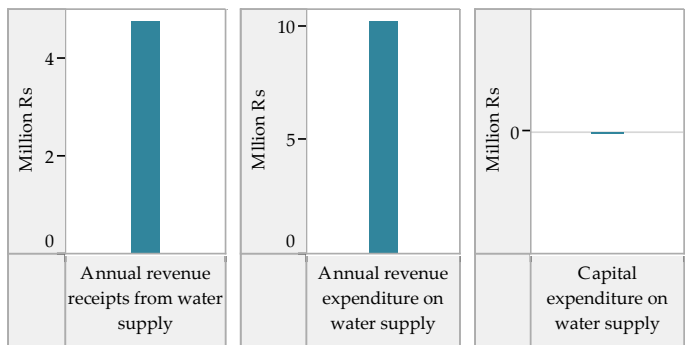 4
2
0
Million Rs
Annual revenue
receipts from water
supply
10
5
0
Mllion Rs
Annual revenue
expenditure on
water supply
0
Million Rs
Capital
expenditure on
water supply